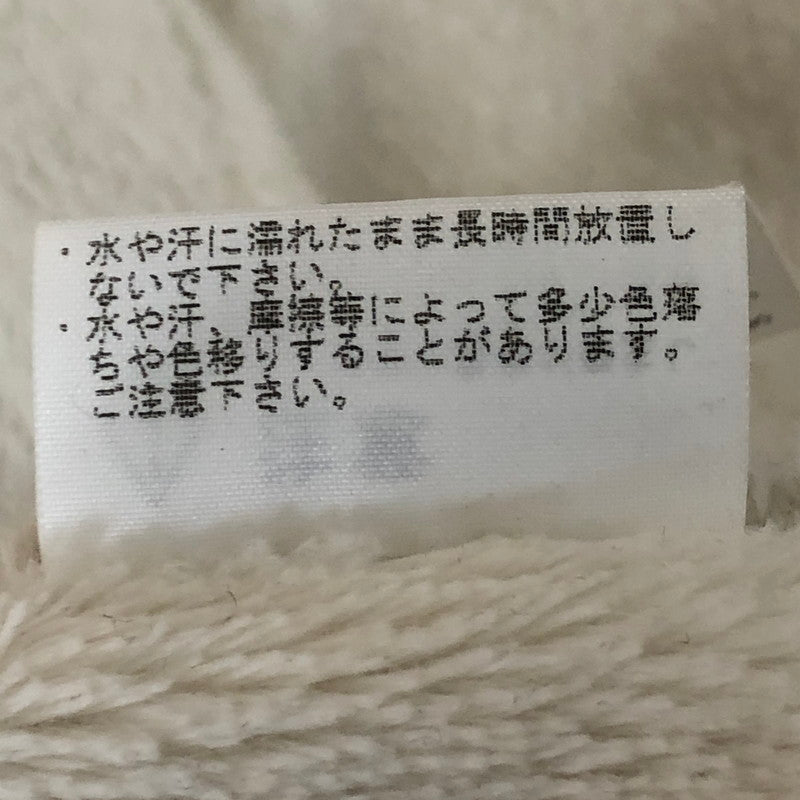 ・水や汗に濡れたまま長時間放置し
ないで下さい。
・水や汗、摩擦等によって多少色落
ちや色移りすることがあります。
ご注意下さい。